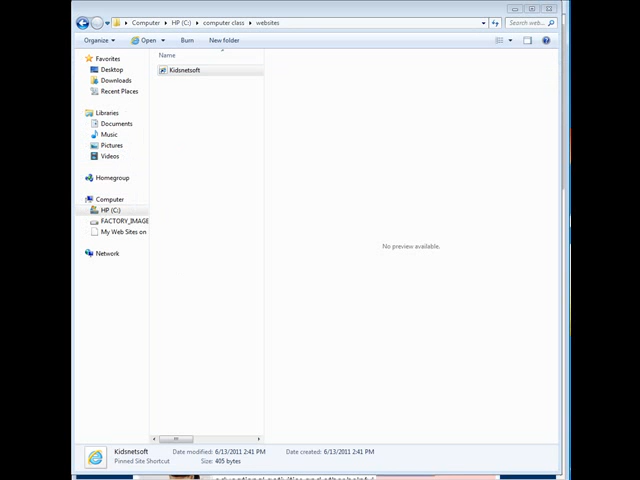 Computer HP (C:) computer class websites Search web...
Organize Open Burn New folder
Favorites
Desktop
Downloads
Recent Places
Libraries
Documents
Music
Pictures
Videos
Homegroup
Computer
HP (C:)
FACTORY_IMAGE
My Web Sites on
Network
Name
Kidsnetsoft
No preview available.
Kidsnetsoft Date modified: 6/13/2011 2:41 PM Date created: 6/13/2011 2:41 PM
Pinned Site Shortcut Size: 405 bytes